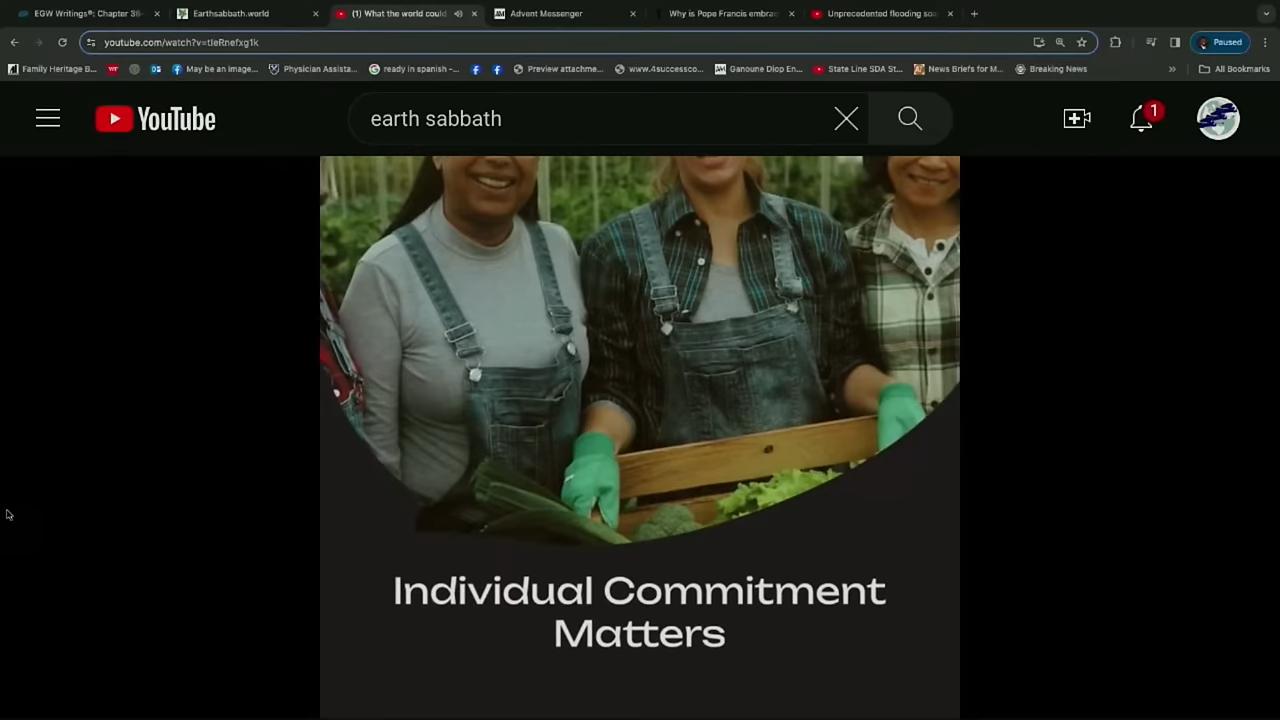 EGW Writings®: Chapter 36-
Earthsabbath.world
(1) What the world could
Advent Messenger
Why is Pope Francis embrac
Unprecedented flooding soa
youtube.com/watch?v=tIeRnefxg1k
Paused
Family Heritage B...
May be an image...
Physician Assista...
ready in spanish -...
Preview attachme...
www.4successco...
Ganoune Diop En...
State Line SDA St...
News Briefs for M...
Breaking News
All Bookmarks
YouTube
earth sabbath
1
Individual Commitment
Matters